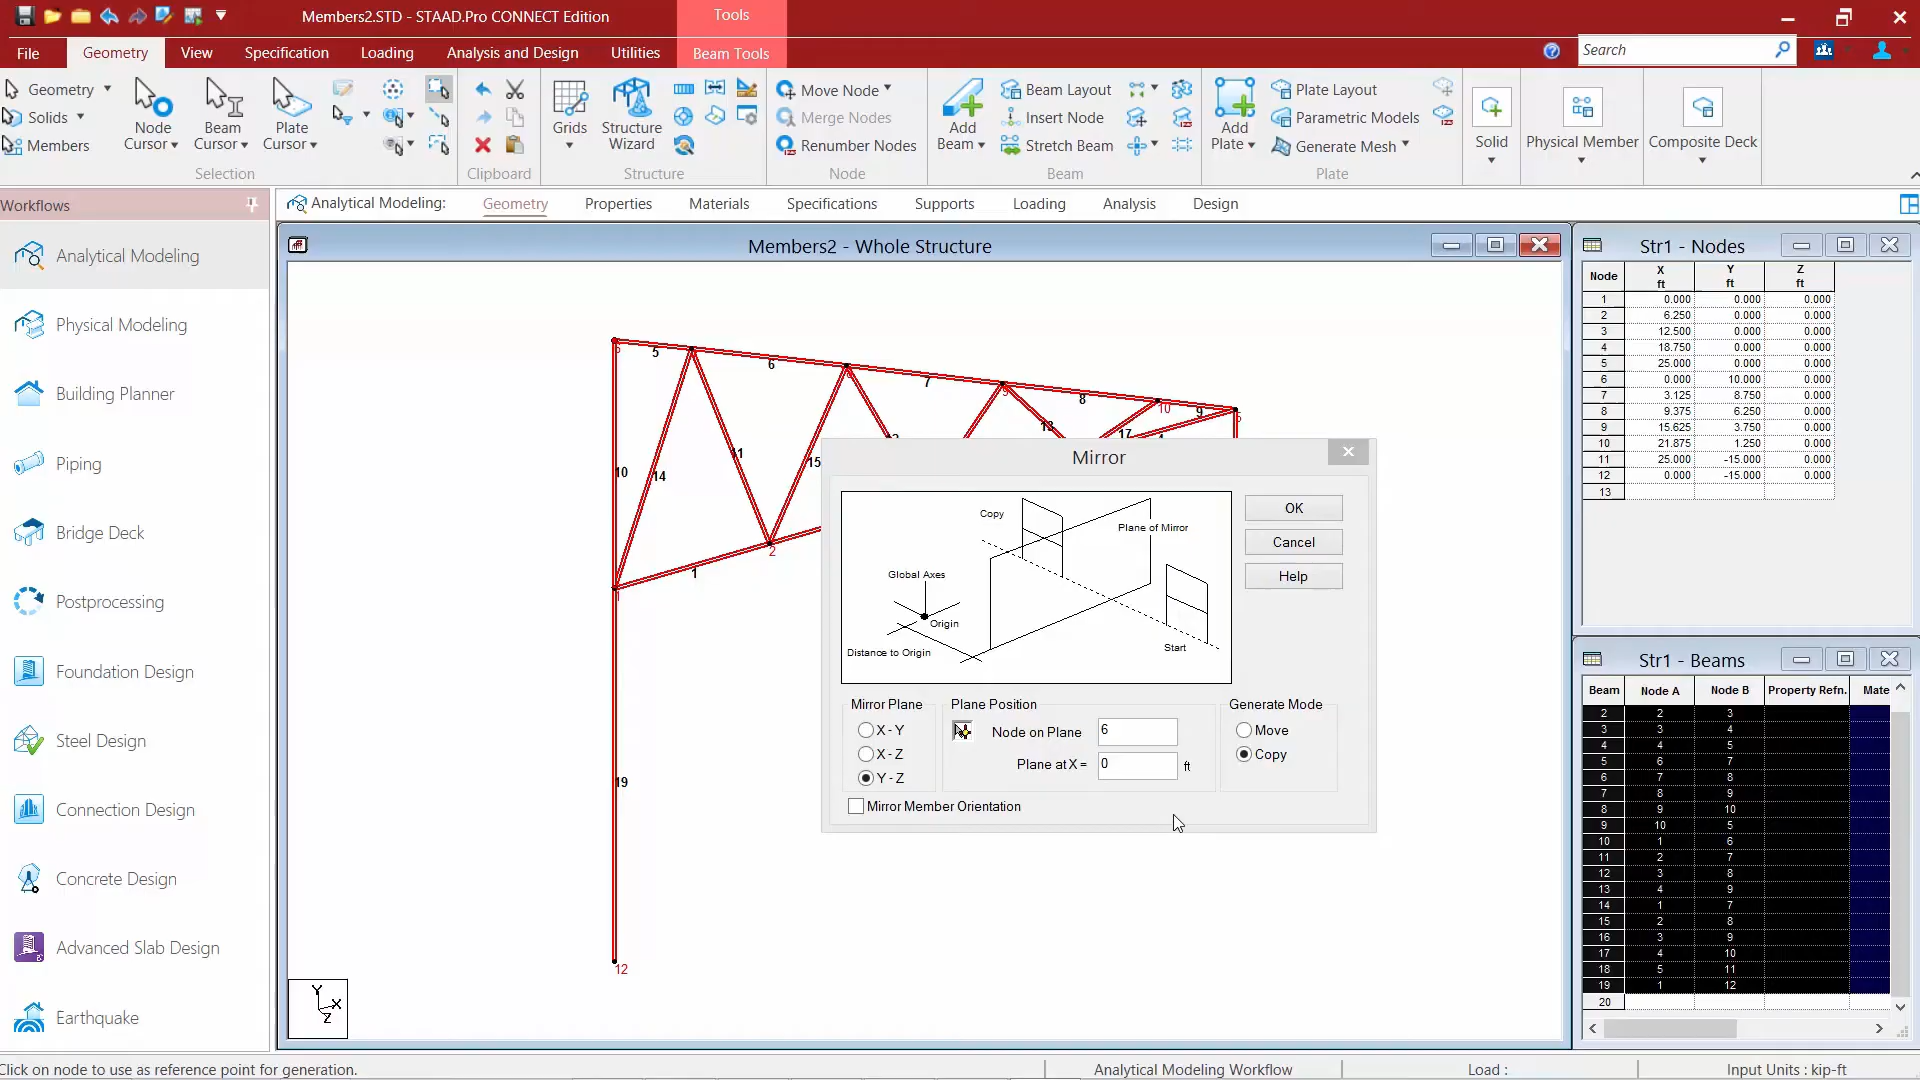 Members2.STD - STAAD.Pro CONNECT Edition
Tools
File
Geometry
View
Specification
Loading
Analysis and Design
Utilities
Beam Tools
Search
Geometry
Solids
Members
Node Cursor
Beam Cursor
Plate Cursor
Selection
Clipboard
Grids
Structure Wizard
Structure
Move Node
Merge Nodes
Renumber Nodes
Node
Add Beam
Beam Layout
Insert Node
Stretch Beam
Beam
Add Plate
Plate Layout
Parametric Models
Generate Mesh
Plate
Solid
Physical Member
Composite Deck
Workflows
Analytical Modeling: Geometry Properties Materials Specifications Supports Loading Analysis Design
Analytical Modeling
Physical Modeling
Building Planner
Piping
Bridge Deck
Postprocessing
Foundation Design
Steel Design
Connection Design
Concrete Design
Advanced Slab Design
Earthquake
Members2 - Whole Structure
5
6
7
8
9
10
13
17
10
14
11
15
2
1
19
12
Y
X
Z
Mirror
Copy
Plane of Mirror
Global Axes
Origin
Distance to Origin
Start
OK
Cancel
Help
Mirror Plane
X - Y
X - Z
Y - Z
Plane Position
Node on Plane 6
Plane at X = 0 ft
Generate Mode
Move
Copy
Mirror Member Orientation
Str1 - Nodes
Node X ft Y ft Z ft
1 0.000 0.000 0.000
2 6.250 0.000 0.000
3 12.500 0.000 0.000
4 18.750 0.000 0.000
5 25.000 0.000 0.000
6 0.000 10.000 0.000
7 3.125 8.750 0.000
8 9.375 6.250 0.000
9 15.625 3.750 0.000
10 21.875 1.250 0.000
11 25.000 -15.000 0.000
12 0.000 -15.000 0.000
13
Str1 - Beams
Beam Node A Node B Property Refn. Mate
2 2 3
3 3 4
4 4 5
5 6 7
6 7 8
7 8 9
8 9 10
9 10 5
10 1 6
11 2 7
12 3 8
13 4 9
14 1 7
15 2 8
16 3 9
17 4 10
18 5 11
19 1 12
20
Click on node to use as reference point for generation.
Analytical Modeling Workflow
Load :
Input Units : kip-ft